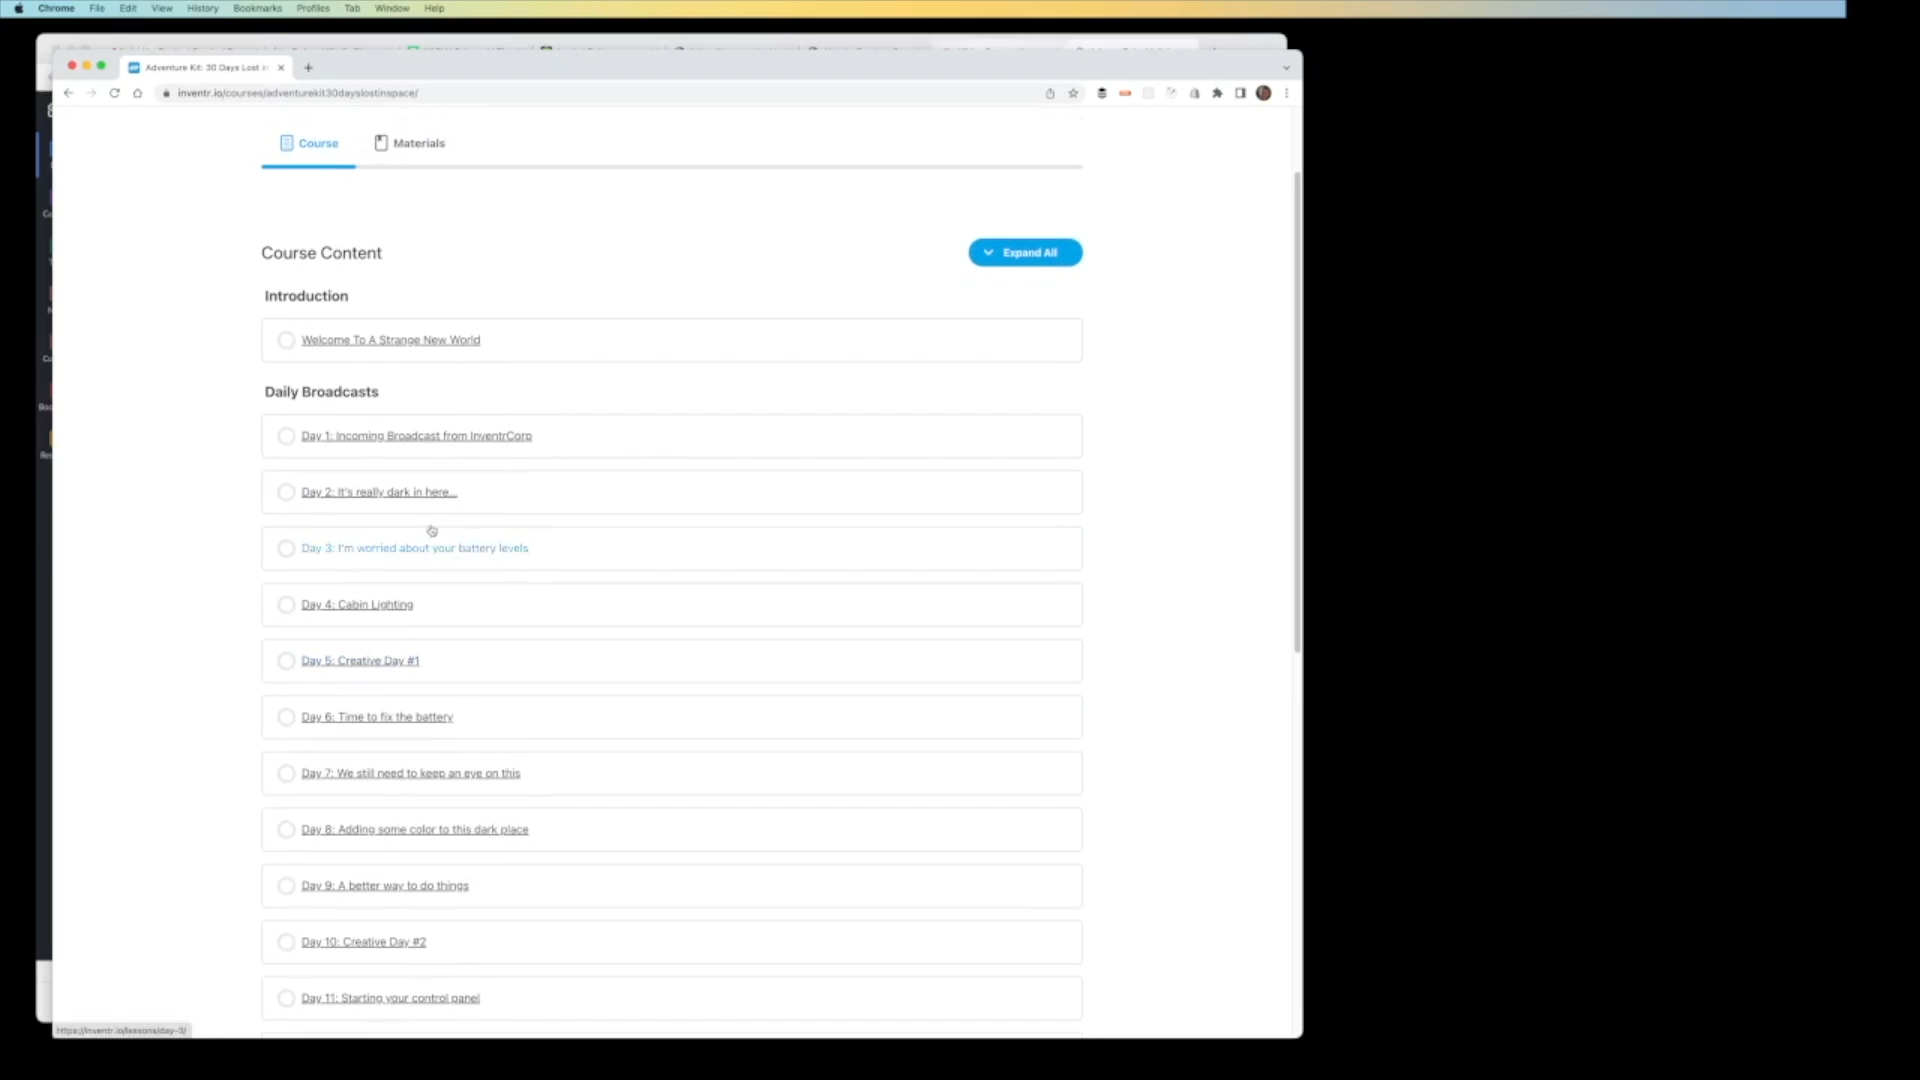 Chrome File Edit View History Bookmarks Profiles Tab Window Help
Adventure Kit: 30 Days Lost in
inventr.io/courses/adventurekit30dayslostinspace/
Course Materials
Course Content
Expand All
Introduction
Welcome To A Strange New World
Daily Broadcasts
Day 1: Incoming Broadcast from InventrCorp
Day 2: It's really dark in here...
Day 3: I'm worried about your battery levels
Day 4: Cabin Lighting
Day 5: Creative Day #1
Day 6: Time to fix the battery
Day 7: We still need to keep an eye on this
Day 8: Adding some color to this dark place
Day 9: A better way to do things
Day 10: Creative Day #2
Day 11: Starting your control panel
https://inventr.io/lessons/day-3/